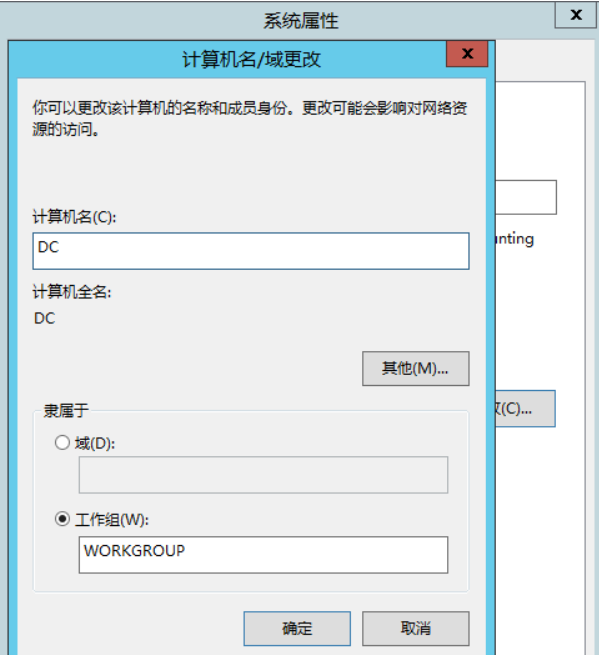 系统属性
x
计算机名/域更改
x
你可以更改该计算机的名称和成员身份。更改可能会影响对网络资
源的访问。
计算机名(C):
DC
unting
计算机全名:
DC
其他(M)...
(C)...
隶属于
域(D):
工作组(W):
WORKGROUP
确定
取消